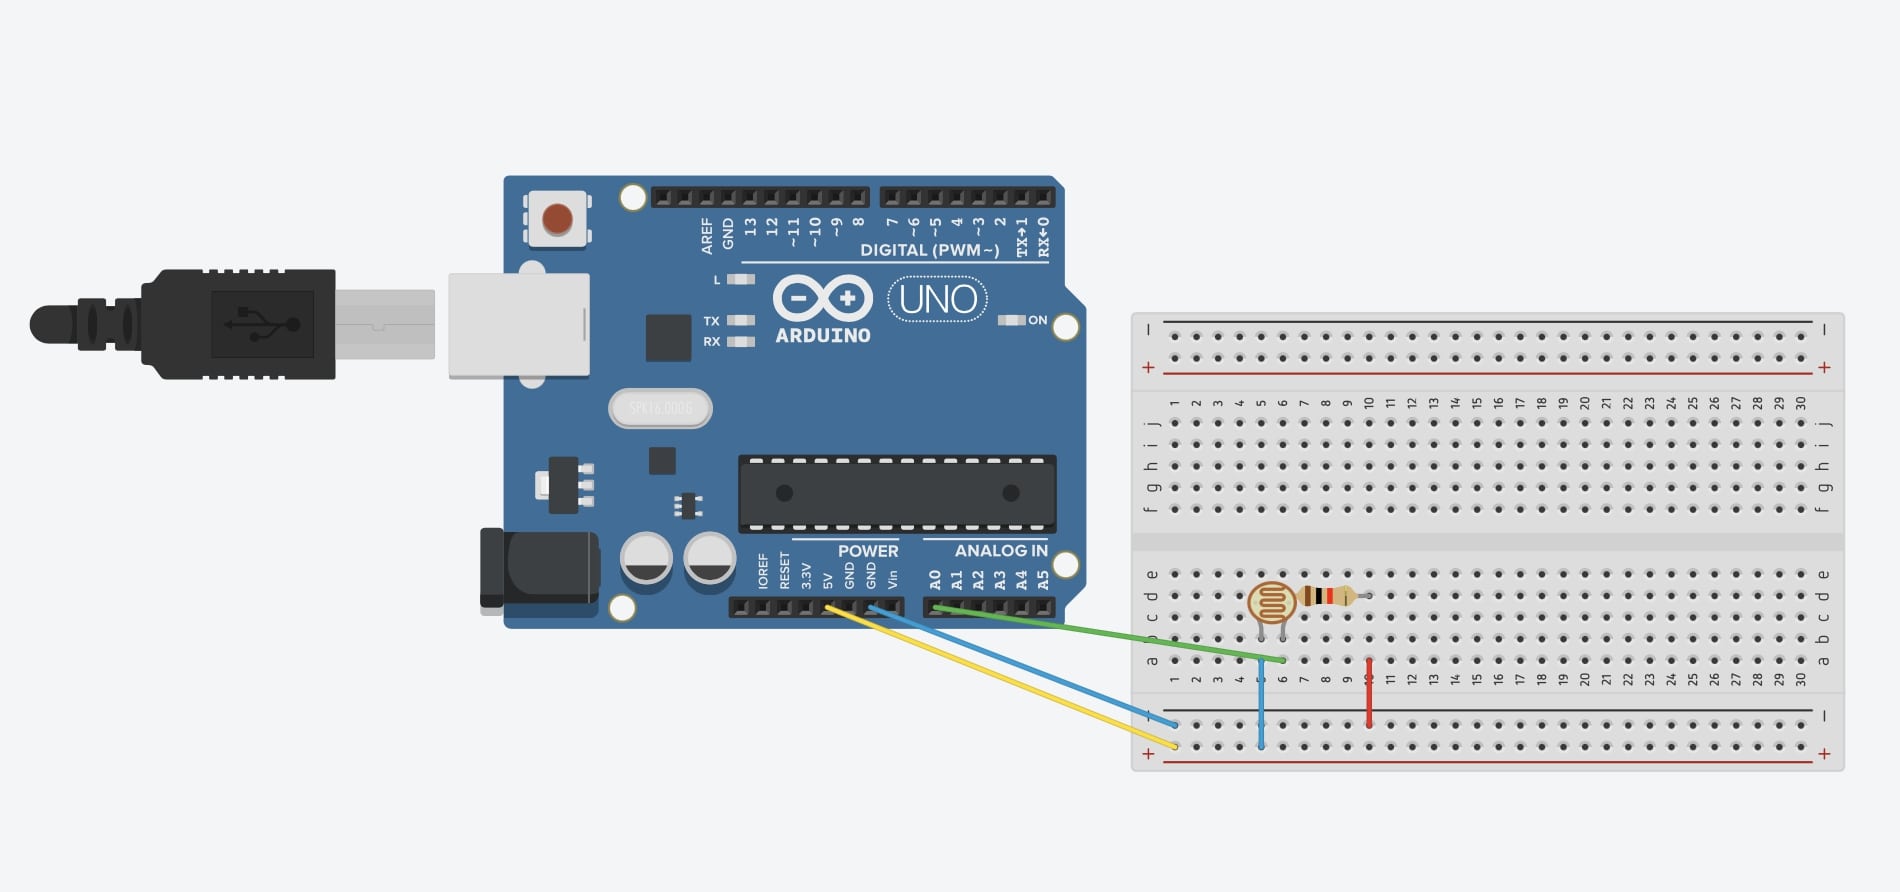 AREF
GND
13
12
~11
~10
~9
8
7
~6
~5
4
~3
2
TX→1
RX←0
DIGITAL (PWM~)
L
TX
RX
UNO
ON
ARDUINO
SPK16.000G
POWER
ANALOG IN
IOREF
RESET
3.3V
5V
GND
GND
Vin
A0
A1
A2
A3
A4
A5
− −
+ +
1 2 3 4 5 6 7 8 9 10 11 12 13 14 15 16 17 18 19 20 21 22 23 24 25 26 27 28 29 30
j j
i i
h h
g g
f f
e e
d d
c c
b b
a a
1 2 3 4 5 6 7 8 9 10 11 12 13 14 15 16 17 18 19 20 21 22 23 24 25 26 27 28 29 30
− −
+ +